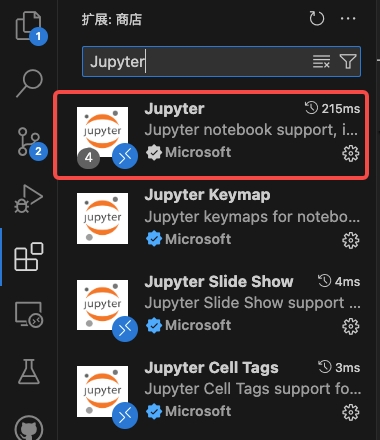 扩展: 商店
1
Jupyter
2
Jupyter
215ms
Jupyter notebook support, i...
Microsoft
jupyter
4
Jupyter Keymap
Jupyter keymaps for notebo...
Microsoft
jupyter
Jupyter Slide Show
4ms
Jupyter Slide Show support ...
Microsoft
jupyter
Jupyter Cell Tags
3ms
Jupyter Cell Tags support fo...
Microsoft
jupyter